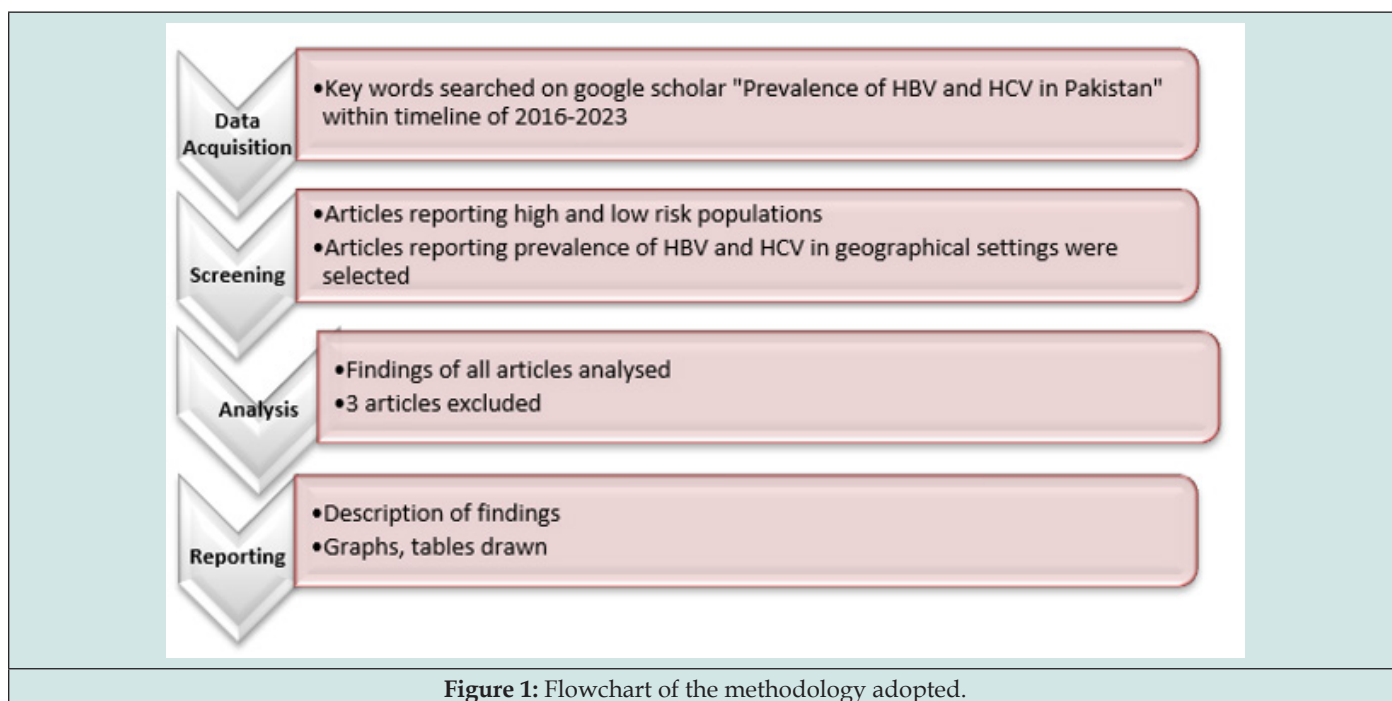 Data
Acquisition
•Key words searched on google scholar "Prevalence of HBV and HCV in Pakistan"
within timeline of 2016-2023
Screening
•Articles reporting high and low risk populations
•Articles reporting prevalence of HBV and HCV in geographical settings were
selected
Analysis
•Findings of all articles analysed
•3 articles excluded
Reporting
•Description of findings
•Graphs, tables drawn
Figure 1: Flowchart of the methodology adopted.